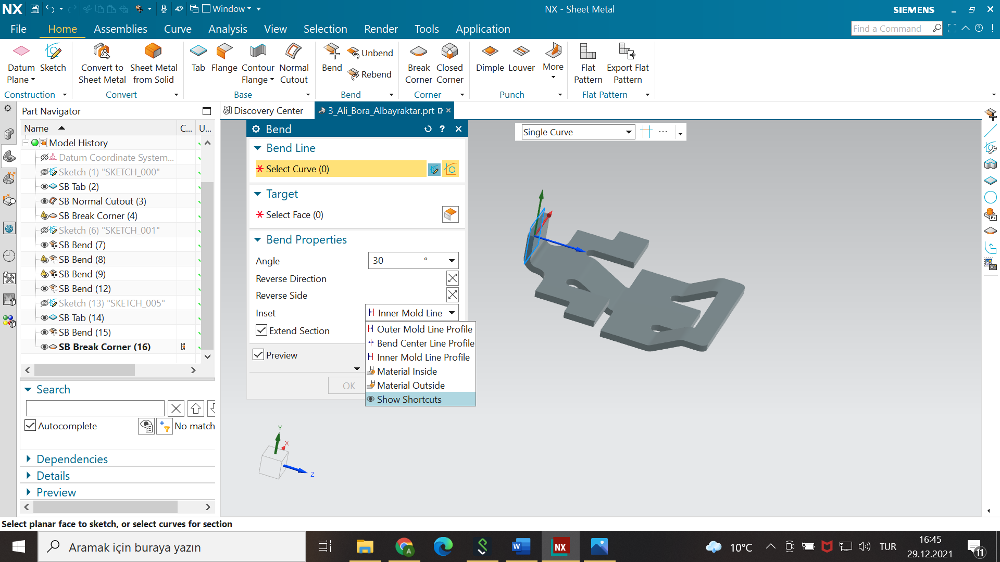 NX
Window
NX - Sheet Metal
SIEMENS
File
Home
Assemblies
Curve
Analysis
View
Selection
Render
Tools
Application
Find a Command
Datum Plane
Sketch
Convert to Sheet Metal
Sheet Metal from Solid
Tab
Flange
Contour Flange
Normal Cutout
Bend
Unbend
Rebend
Break Corner
Closed Corner
Dimple
Louver
More
Flat Pattern
Export Flat Pattern
Construction
Convert
Base
Bend
Corner
Punch
Flat Pattern
Part Navigator
Name
C...
U...
Model History
Datum Coordinate System...
Sketch (1) "SKETCH_000"
SB Tab (2)
SB Normal Cutout (3)
SB Break Corner (4)
Sketch (6) "SKETCH_001"
SB Bend (7)
SB Bend (8)
SB Bend (9)
SB Bend (12)
Sketch (13) "SKETCH_005"
SB Tab (14)
SB Bend (15)
SB Break Corner (16)
Search
Autocomplete
No match
Dependencies
Details
Preview
Discovery Center
3_Ali_Bora_Albayraktar.prt
Bend
Bend Line
* Select Curve (0)
Target
* Select Face (0)
Bend Properties
Angle
30 °
Reverse Direction
Reverse Side
Inset
Inner Mold Line
Extend Section
Outer Mold Line Profile
Bend Center Line Profile
Inner Mold Line Profile
Material Inside
Material Outside
Show Shortcuts
Preview
OK
Single Curve
Y
X
Z
Select planar face to sketch, or select curves for section
Aramak için buraya yazın
A
W
NX
10°C
TUR
16:45
29.12.2021
11